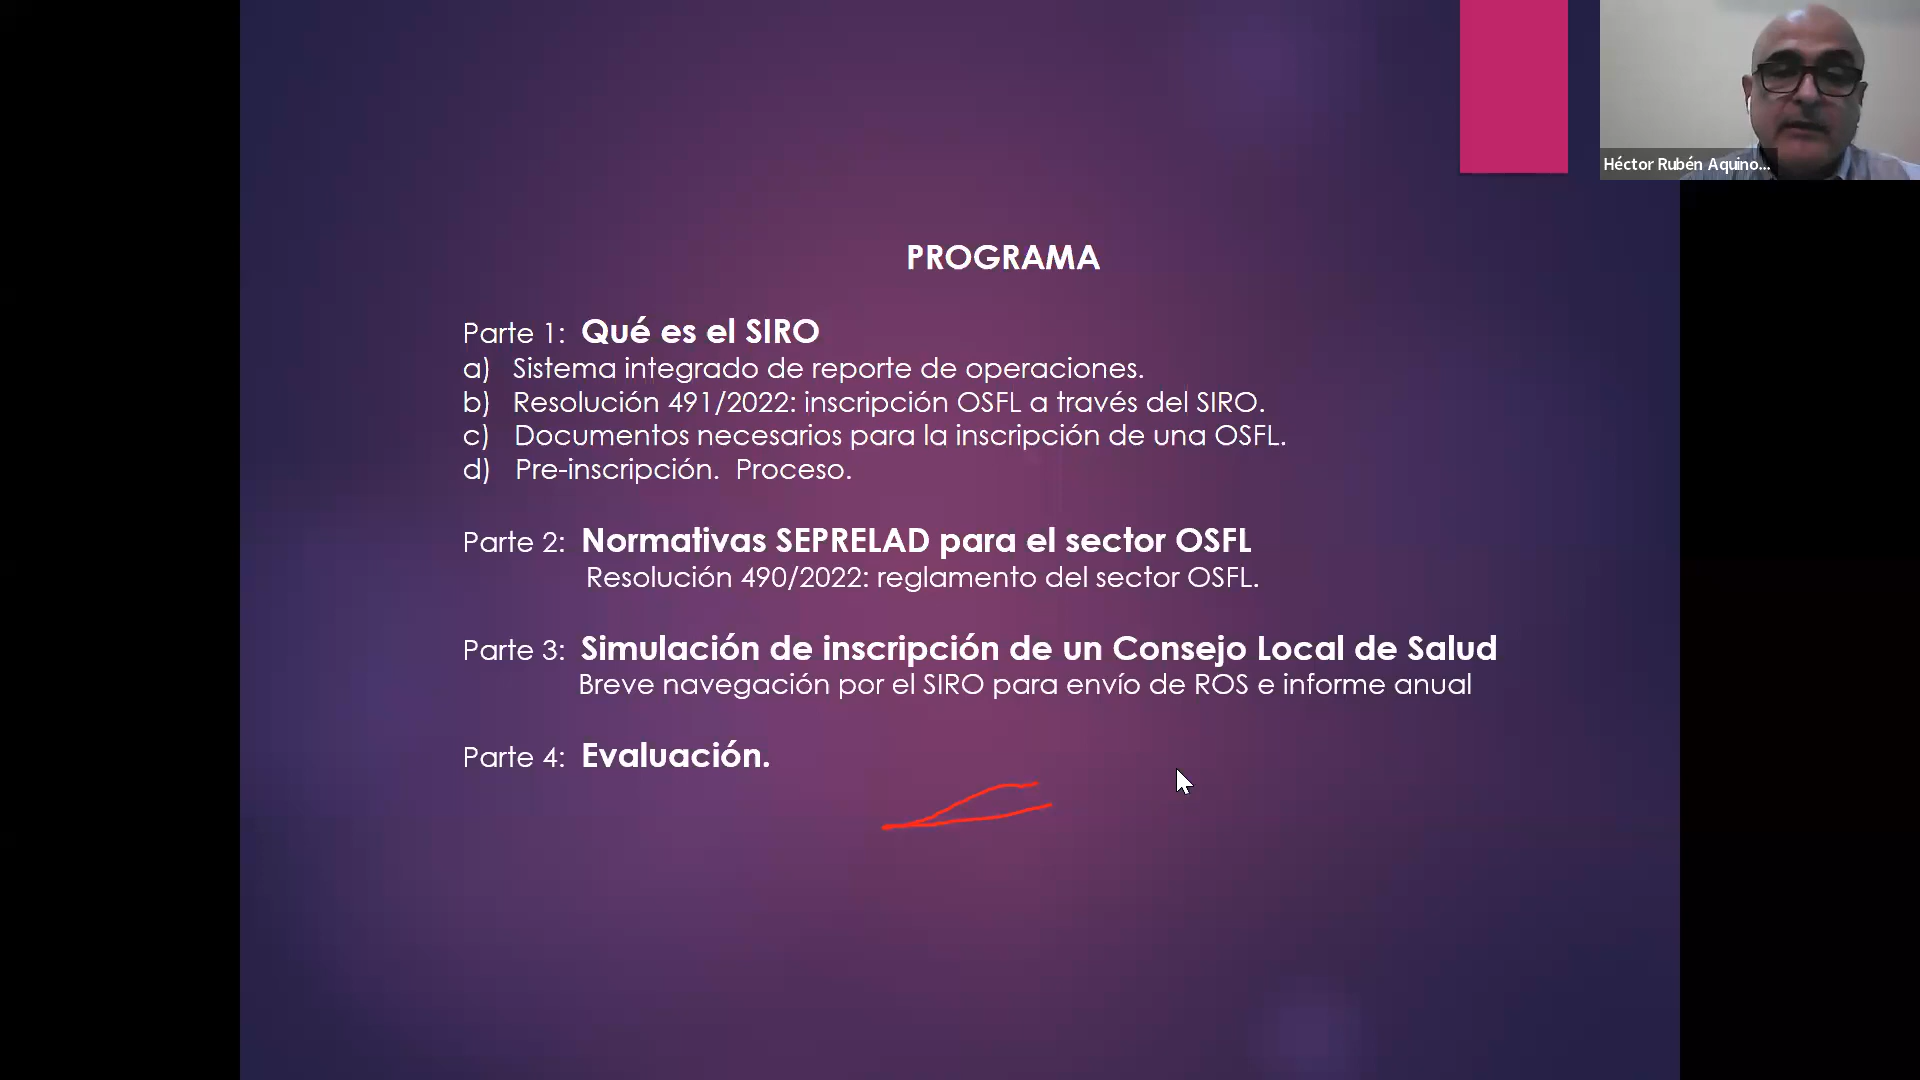 Héctor Rubén Aquino...
PROGRAMA
Parte 1: Qué es el SIRO
a) Sistema integrado de reporte de operaciones.
b) Resolución 491/2022: inscripción OSFL a través del SIRO.
c) Documentos necesarios para la inscripción de una OSFL.
d) Pre-inscripción. Proceso.
Parte 2: Normativas SEPRELAD para el sector OSFL
Resolución 490/2022: reglamento del sector OSFL.
Parte 3: Simulación de inscripción de un Consejo Local de Salud
Breve navegación por el SIRO para envío de ROS e informe anual
Parte 4: Evaluación.